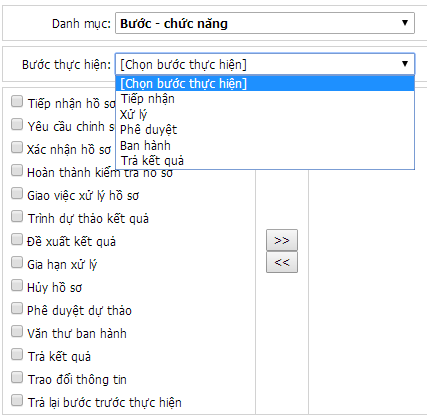 Danh mục: Bước - chức năng
Bước thực hiện: [Chọn bước thực hiện]
[Chọn bước thực hiện]
Tiếp nhận
Xử lý
Phê duyệt
Ban hành
Trả kết quả
Tiếp nhận hồ sơ
Yêu cầu chỉnh s
Xác nhận hồ sơ
Hoàn thành kiểm tra hồ sơ
Giao việc xử lý hồ sơ
Trình dự thảo kết quả
Đề xuất kết quả
>>
Gia hạn xử lý
<<
Hủy hồ sơ
Phê duyệt dự thảo
Văn thư ban hành
Trả kết quả
Trao đổi thông tin
Trả lại bước trước thực hiện